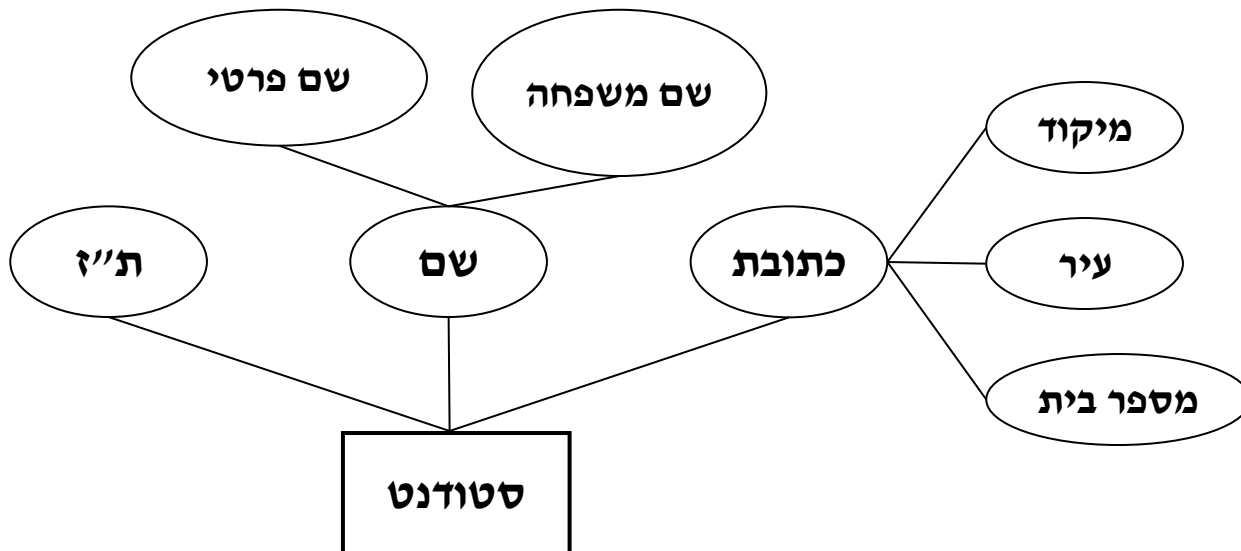 שם פרטי
שם משפחה
מיקוד
ת״ז
שם
כתובת
עיר
מספר בית
סטודנט